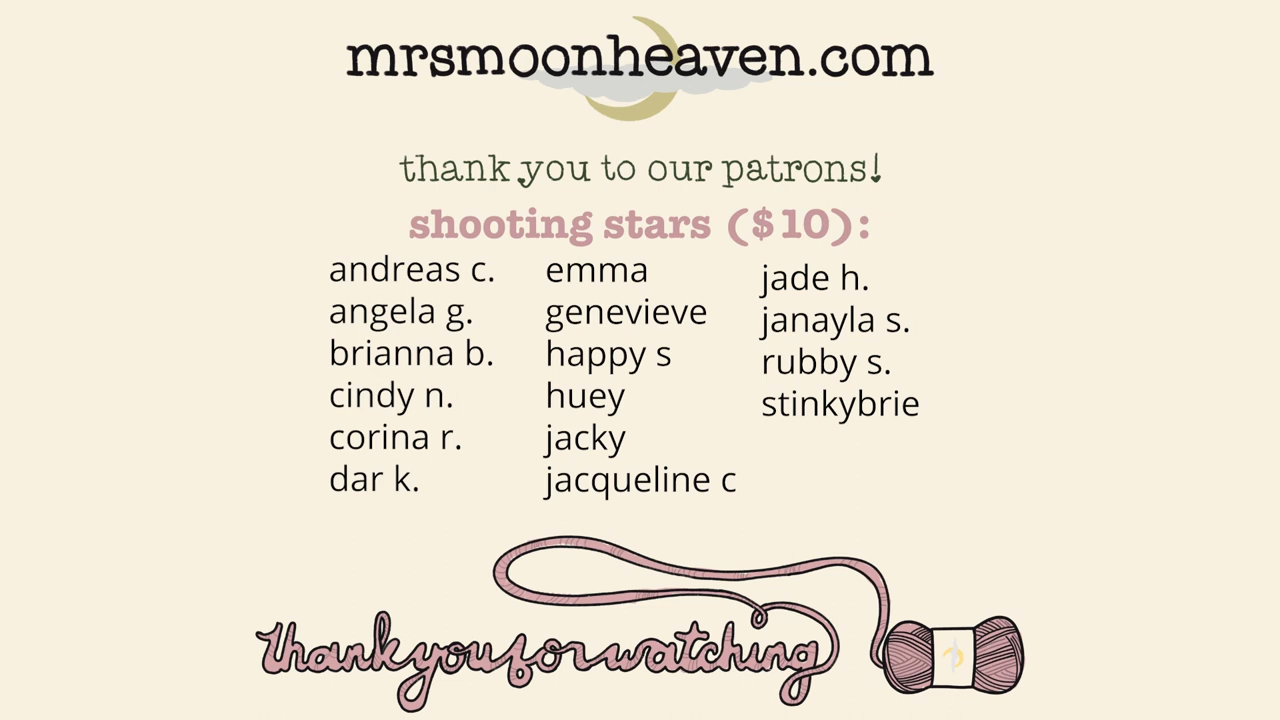 mrsmoonheaven.com
thank you to our patrons!
shooting stars ($10):
andreas c.
angela g.
brianna b.
cindy n.
corina r.
dar k.
emma
genevieve
happy s
huey
jacky
jacqueline c
jade h.
janayla s.
rubby s.
stinkybrie
thank you for watching